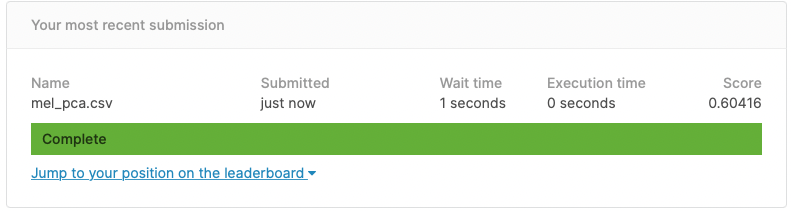 Your most recent submission
Name Submitted Wait time Execution time Score
mel_pca.csv just now 1 seconds 0 seconds 0.60416
Complete
Jump to your position on the leaderboard